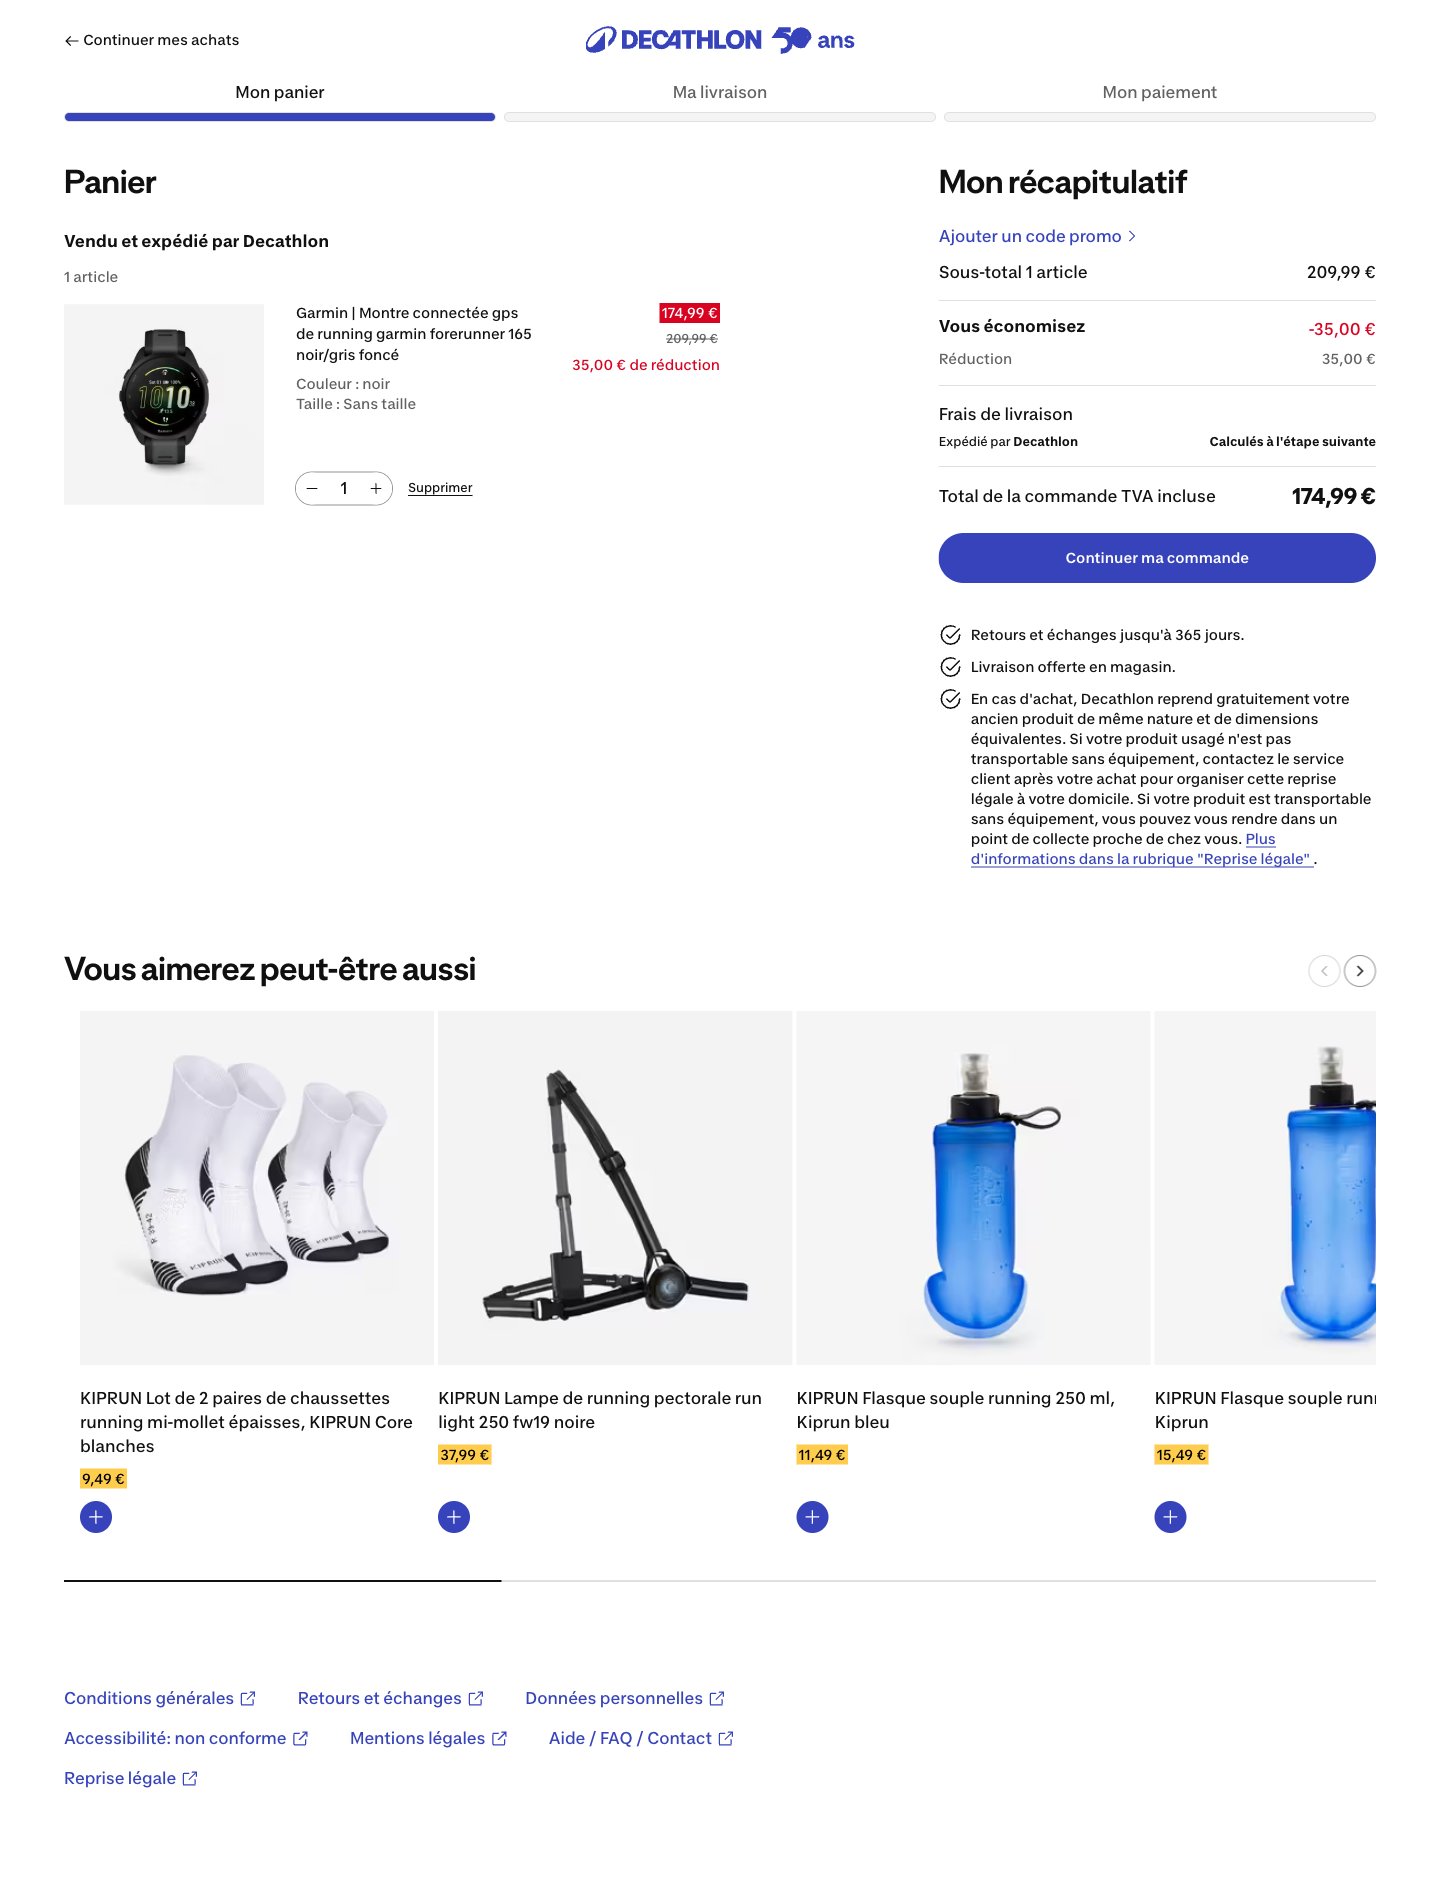 Continuer mes achats
DECATHLON 50 ans
Mon panier
Ma livraison
Mon paiement
Panier
Vendu et expédié par Decathlon
1 article
Garmin | Montre connectée gps
de running garmin forerunner 165
noir/gris foncé
Couleur : noir
Taille : Sans taille
174,99 €
209,99 €
35,00 € de réduction
1
Supprimer
Mon récapitulatif
Ajouter un code promo
Sous-total 1 article 209,99 €
Vous économisez -35,00 €
Réduction 35,00 €
Frais de livraison
Expédié par Decathlon Calculés à l'étape suivante
Total de la commande TVA incluse 174,99 €
Continuer ma commande
Retours et échanges jusqu'à 365 jours.
Livraison offerte en magasin.
En cas d'achat, Decathlon reprend gratuitement votre
ancien produit de même nature et de dimensions
équivalentes. Si votre produit usagé n'est pas
transportable sans équipement, contactez le service
client après votre achat pour organiser cette reprise
légale à votre domicile. Si votre produit est transportable
sans équipement, vous pouvez vous rendre dans un
point de collecte proche de chez vous. Plus
d'informations dans la rubrique "Reprise légale" .
Vous aimerez peut-être aussi
KIPRUN
KIPRUN
KIPRUN Lot de 2 paires de chaussettes
running mi-mollet épaisses, KIPRUN Core
blanches
9,49 €
KIPRUN Lampe de running pectorale run
light 250 fw19 noire
37,99 €
KIPRUN Flasque souple running 250 ml,
Kiprun bleu
11,49 €
KIPRUN Flasque souple run
Kiprun
15,49 €
Conditions générales
Retours et échanges
Données personnelles
Accessibilité: non conforme
Mentions légales
Aide / FAQ / Contact
Reprise légale